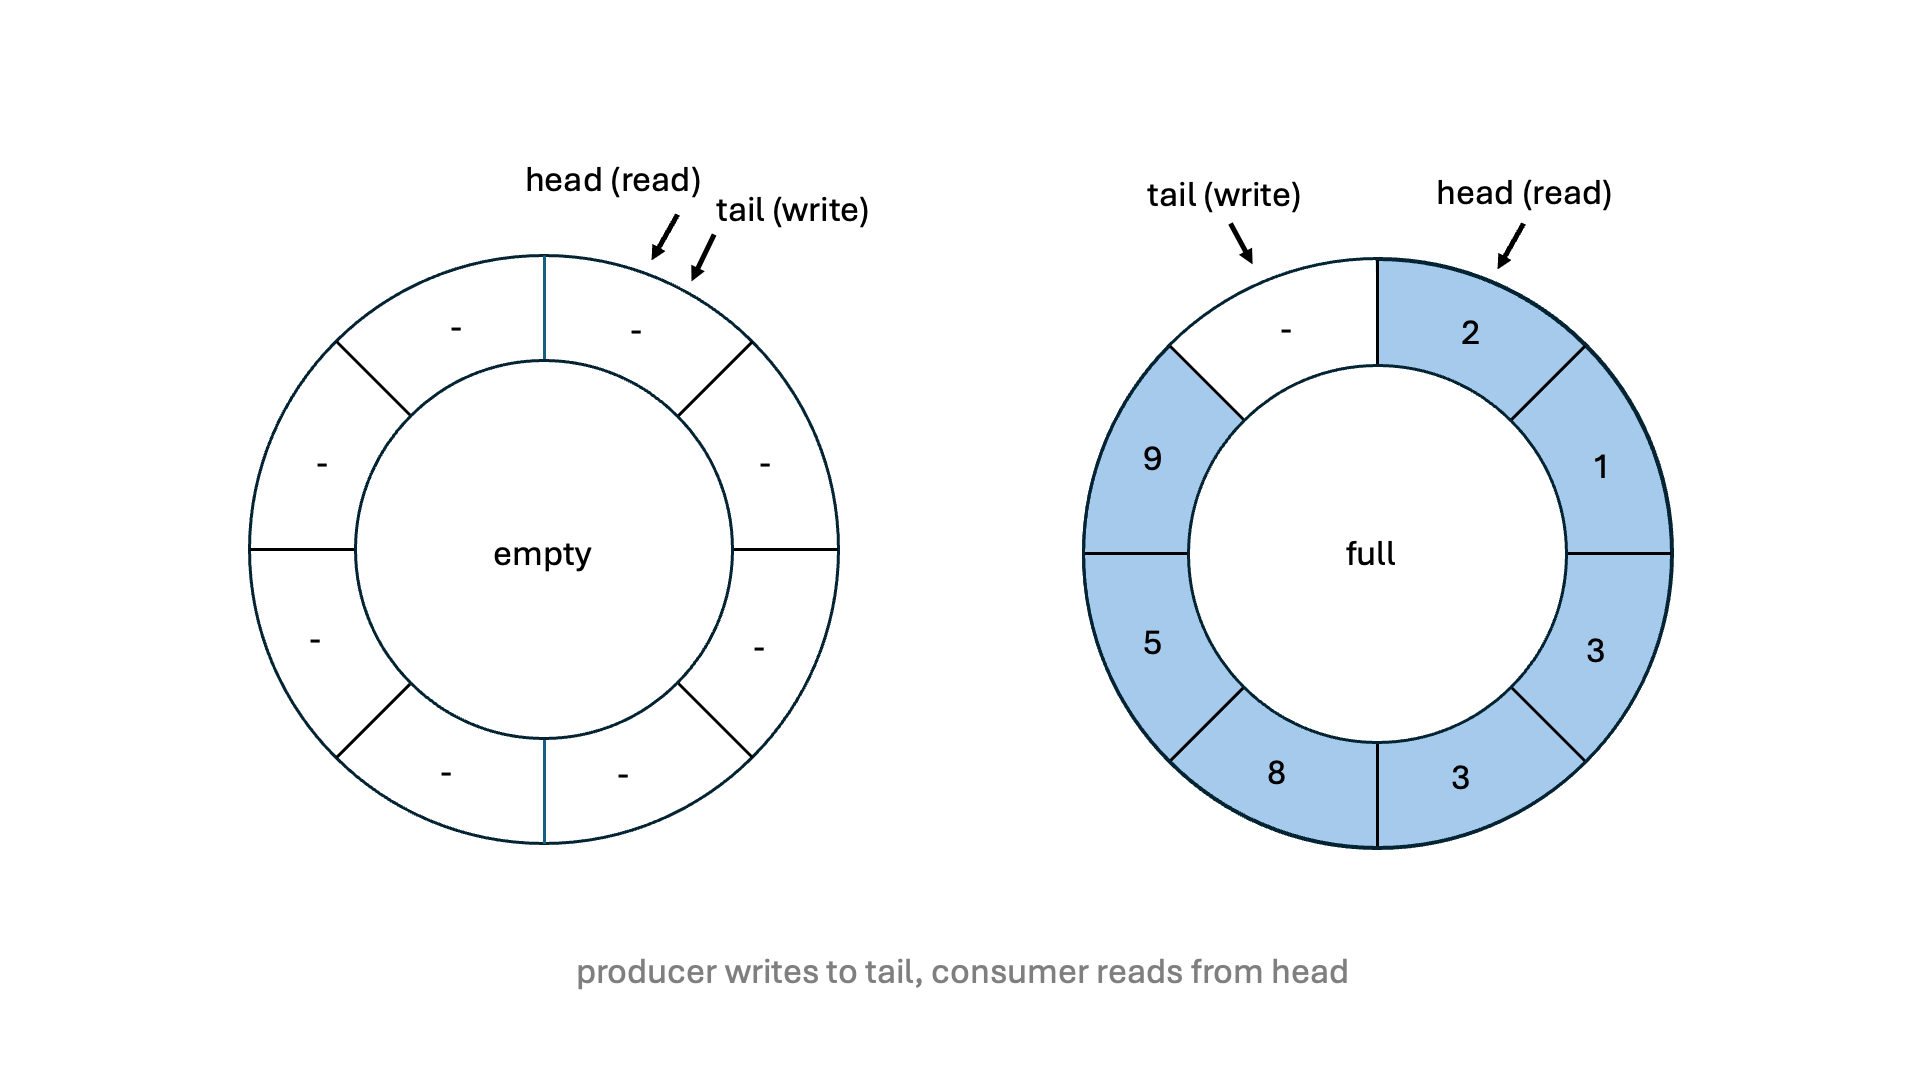 head (read)
tail (write)
-
-
-
-
empty
-
-
-
-
tail (write)
head (read)
-
2
9
1
full
5
3
8
3
producer writes to tail, consumer reads from head